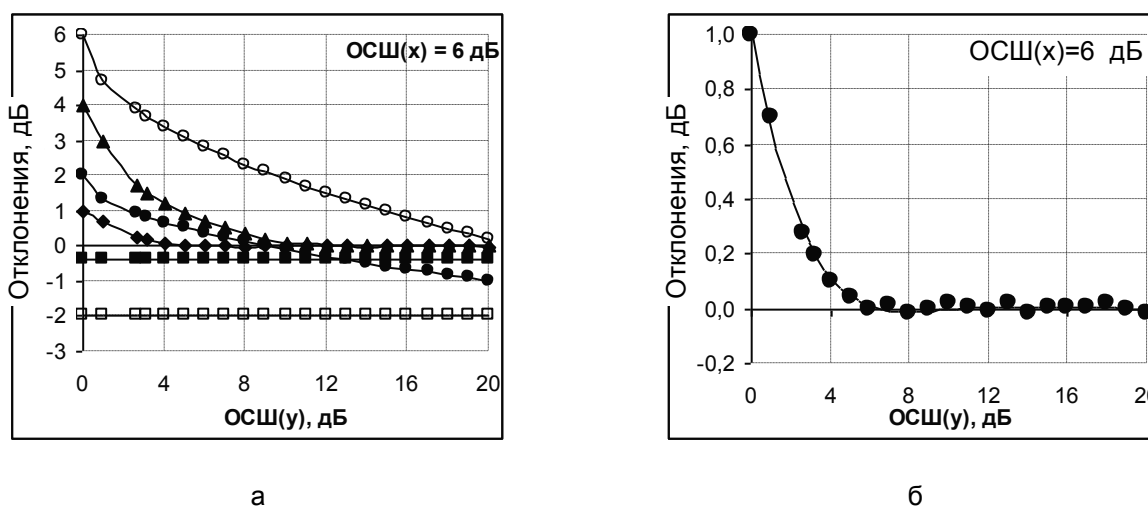 ОСШ(x) = 6 дБ
Отклонения, дБ
6
5
4
3
2
1
0
-1
-2
-3
0 4 8 12 16 20
ОСШ(y), дБ
а
ОСШ(x)=6 дБ
Отклонения, дБ
1,0
0,8
0,6
0,4
0,2
0,0
-0,2
0 4 8 12 16
ОСШ(y), дБ
б